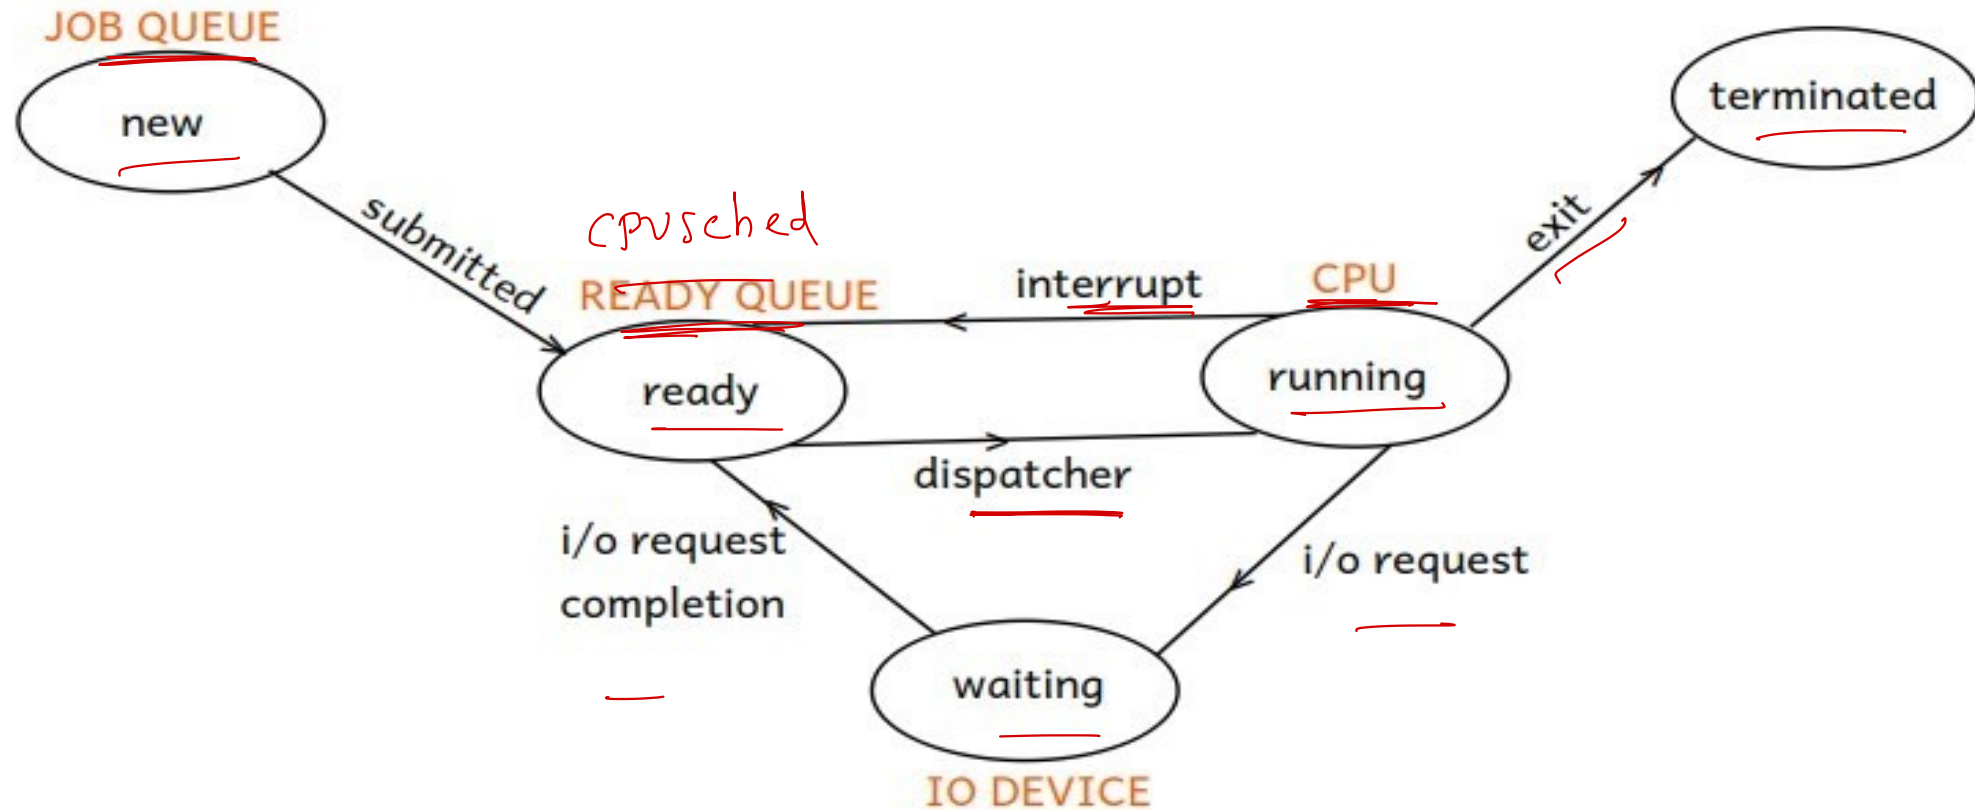 JOB QUEUE
new
terminated
submitted
exit
cpusched
READY QUEUE
interrupt
CPU
ready
running
dispatcher
i/o request
completion
i/o request
waiting
IO DEVICE